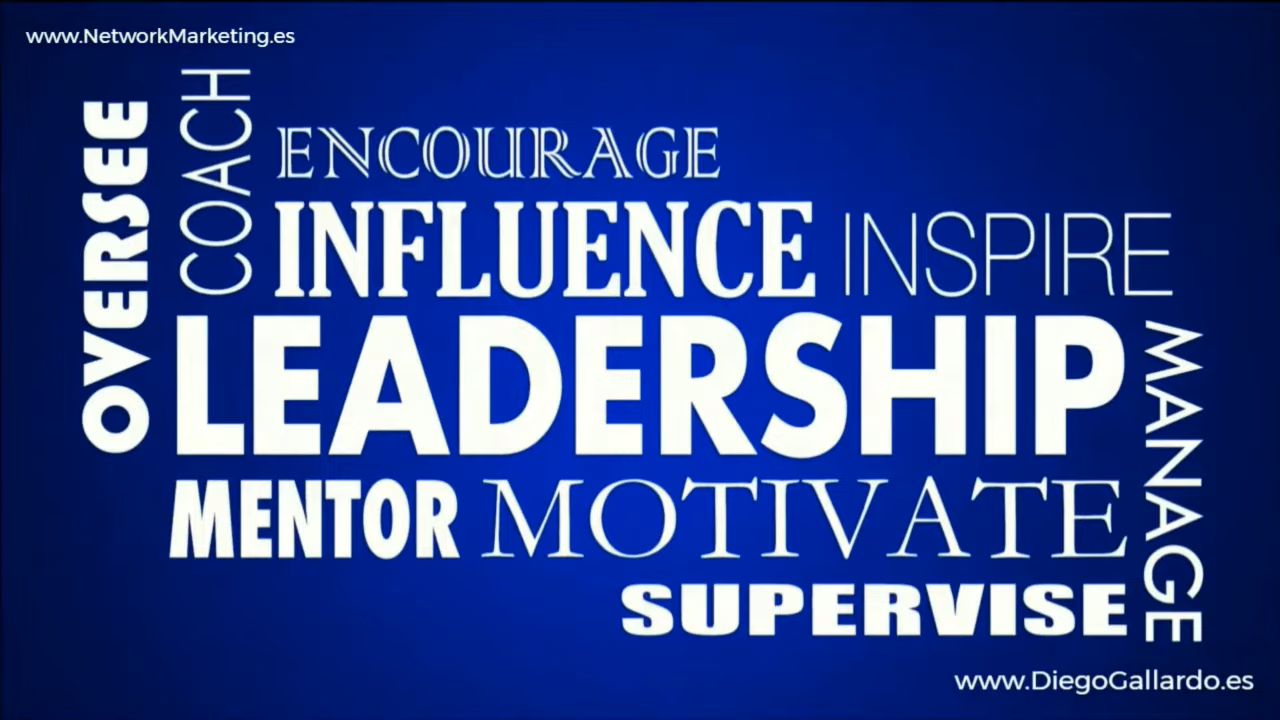 www.NetworkMarketing.es
OVERSEE
COACH
ENCOURAGE
INFLUENCE INSPIRE
LEADERSHIP
MANAGE
MENTOR MOTIVATE
SUPERVISE
www.DiegoGallardo.es